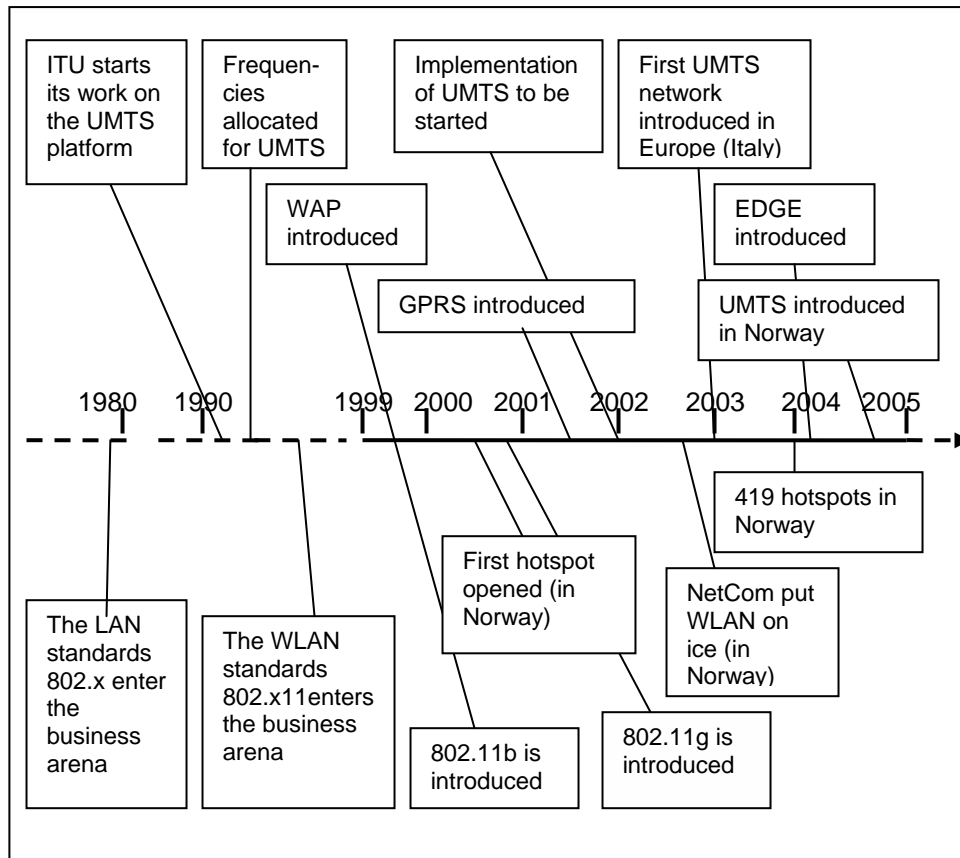 ITU starts
its work on
the UMTS
platform
Frequen-
cies
allocated
for UMTS
Implementation
of UMTS to be
started
First UMTS
network
introduced in
Europe (Italy)
WAP
introduced
EDGE
introduced
GPRS introduced
UMTS introduced
in Norway
1980 1990 1999 2000 2001 2002 2003 2004 2005
419 hotspots in
Norway
First hotspot
opened (in
Norway)
NetCom put
WLAN on
ice (in
Norway)
The LAN
standards
802.x enter
the
business
arena
The WLAN
standards
802.x11enters
the business
arena
802.11b is
introduced
802.11g is
introduced